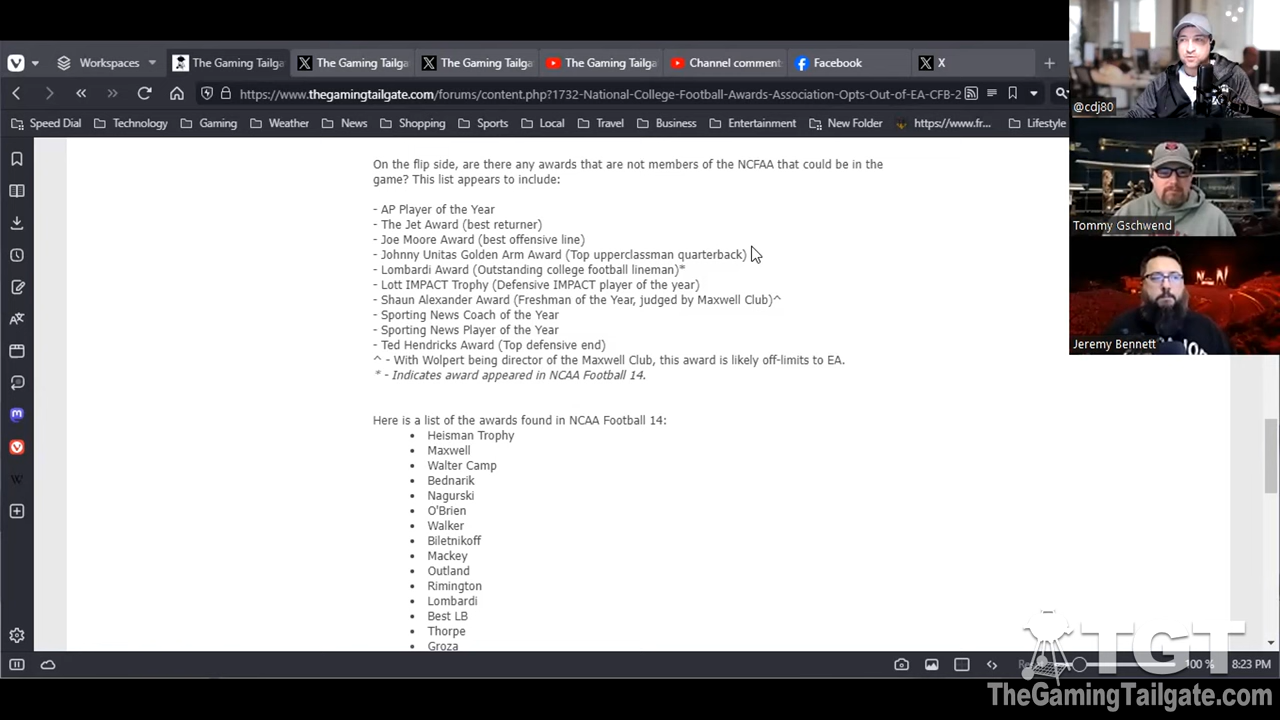 Workspaces
The Gaming Tailga
The Gaming Tailga
The Gaming Tailga
The Gaming Tailga
Channel comment
Facebook
X
https://www.thegamingtailgate.com/forums/content.php?1732-National-College-Football-Awards-Association-Opts-Out-of-EA-CFB-2
Speed Dial
Technology
Gaming
Weather
News
Shopping
Sports
Local
Travel
Business
Entertainment
New Folder
https://www.fr...
Lifestyle
@cdj80
On the flip side, are there any awards that are not members of the NCFAA that could be in the
game? This list appears to include:
- AP Player of the Year
- The Jet Award (best returner)
- Joe Moore Award (best offensive line)
- Johnny Unitas Golden Arm Award (Top upperclassman quarterback)
- Lombardi Award (Outstanding college football lineman)*
- Lott IMPACT Trophy (Defensive IMPACT player of the year)
- Shaun Alexander Award (Freshman of the Year, judged by Maxwell Club)^
- Sporting News Coach of the Year
- Sporting News Player of the Year
- Ted Hendricks Award (Top defensive end)
^ - With Wolpert being director of the Maxwell Club, this award is likely off-limits to EA.
* - Indicates award appeared in NCAA Football 14.
Tommy Gschwend
Jeremy Bennett
Here is a list of the awards found in NCAA Football 14:
• Heisman Trophy
• Maxwell
• Walter Camp
• Bednarik
• Nagurski
• O'Brien
• Walker
• Biletnikoff
• Mackey
• Outland
• Rimington
• Lombardi
• Best LB
• Thorpe
• Groza
100 %
8:23 PM
TGT
TheGamingTailgate.com